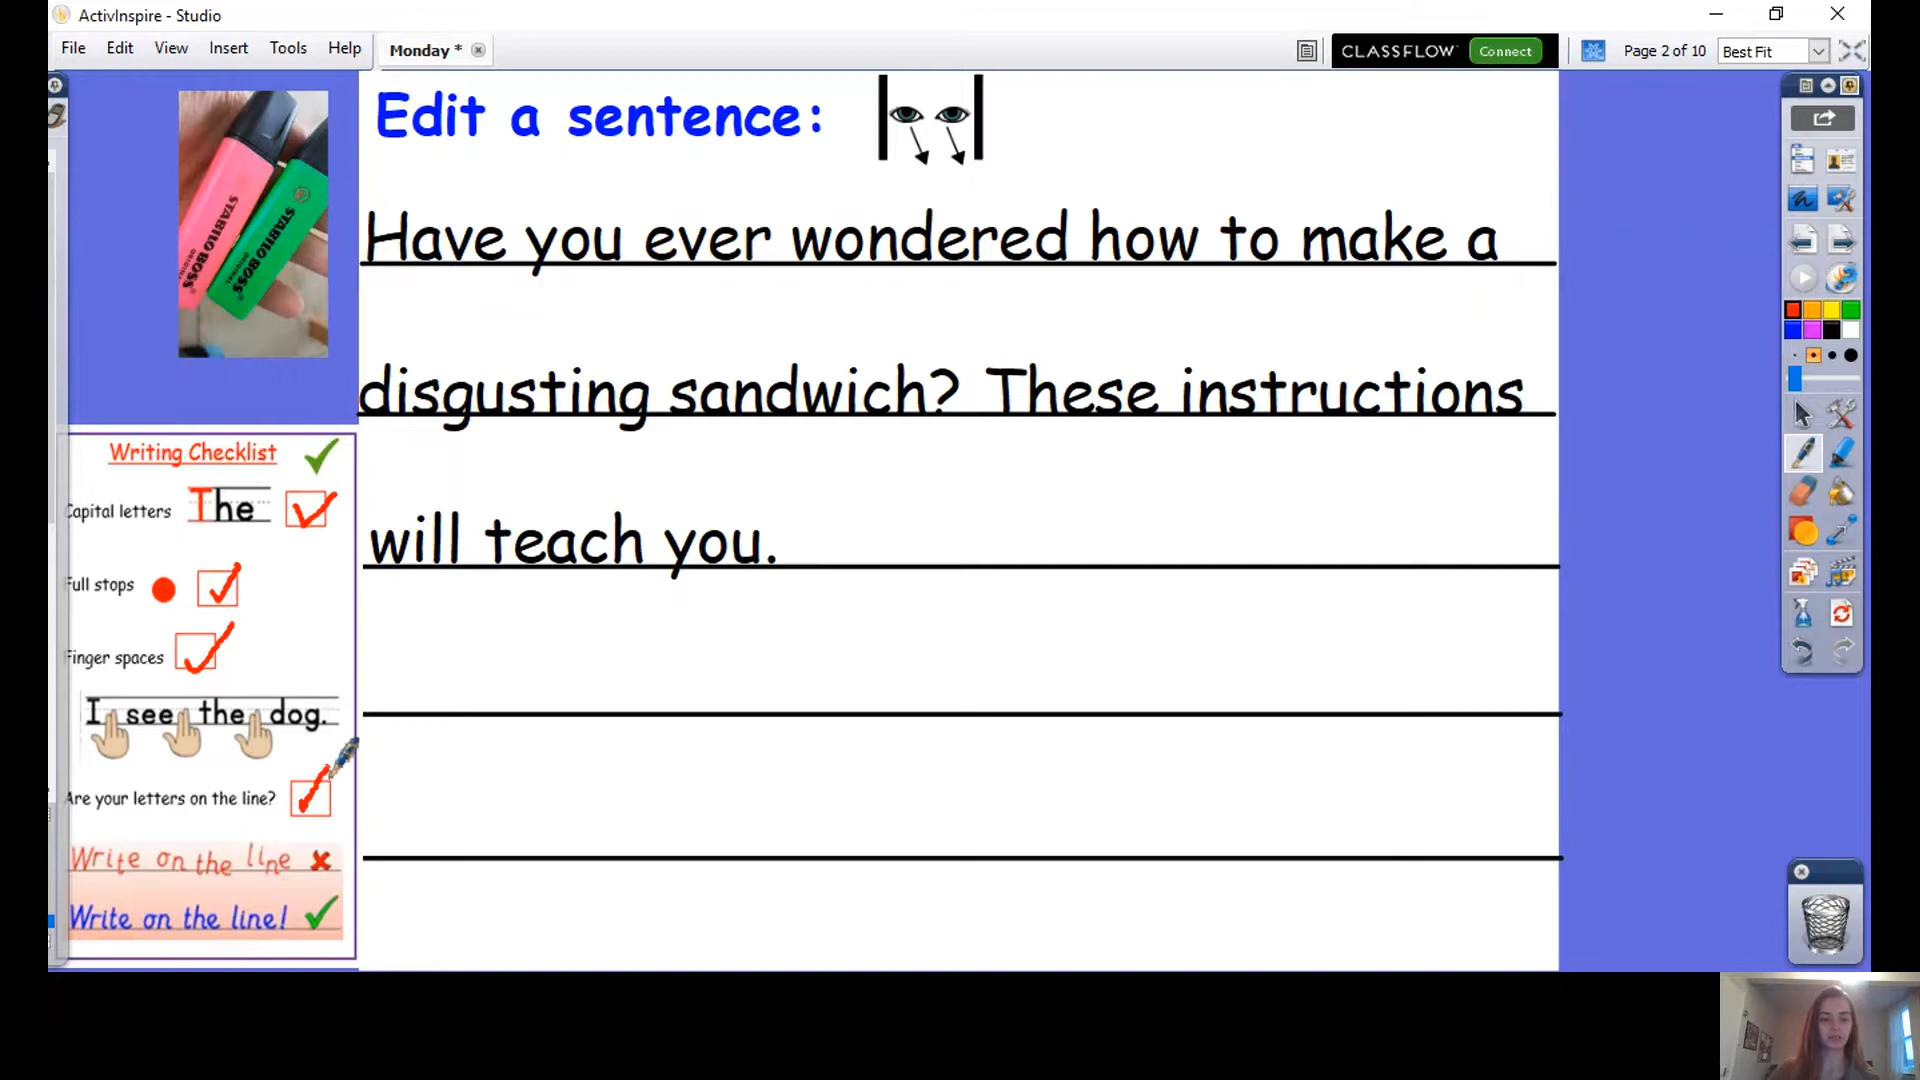 ActivInspire - Studio
File Edit View Insert Tools Help
Monday *
CLASSFLOW Connect
Page 2 of 10 Best Fit
Edit a sentence:
Have you ever wondered how to make a
disgusting sandwich? These instructions
will teach you.
STABILO BOSS
ORIGINAL
STABILO BOSS
ORIGINAL
Writing Checklist
Capital letters The
Full stops
Finger spaces
I see the dog.
Are your letters on the line?
Write on the line
Write on the line!